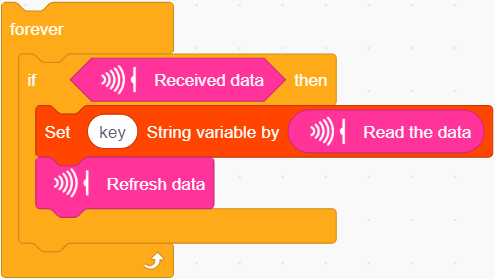 forever
if Received data then
Set key String variable by Read the data
Refresh data